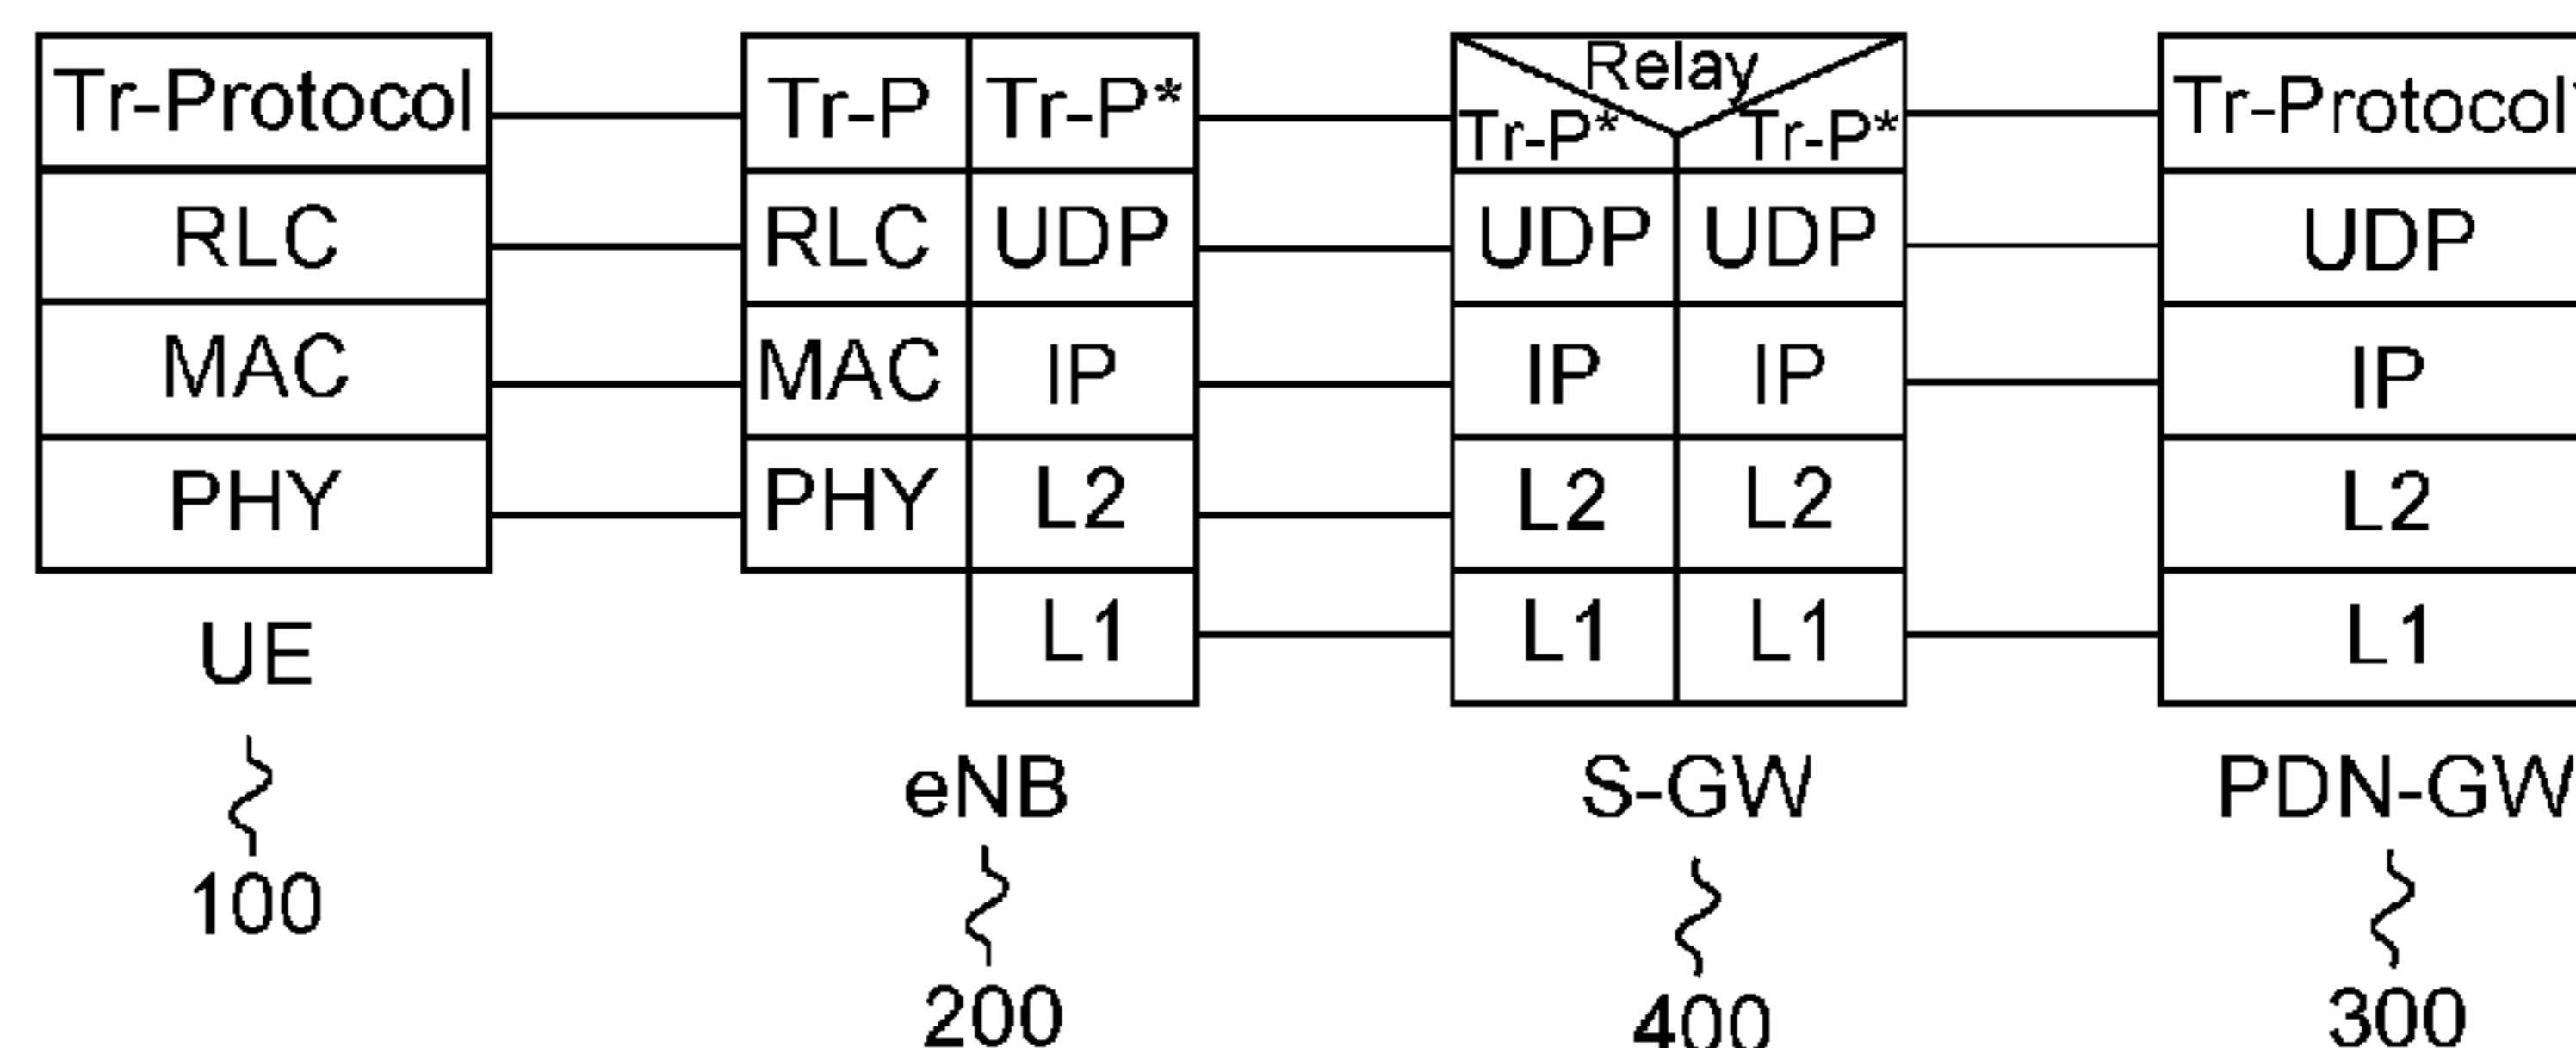 Tr-Protocol
RLC
MAC
PHY
UE
100
Tr-P Tr-P*
RLC UDP
MAC IP
PHY L2
L1
eNB
200
Relay
Tr-P* Tr-P*
UDP UDP
IP IP
L2 L2
L1 L1
S-GW
400
Tr-Protocol
UDP
IP
L2
L1
PDN-GW
300